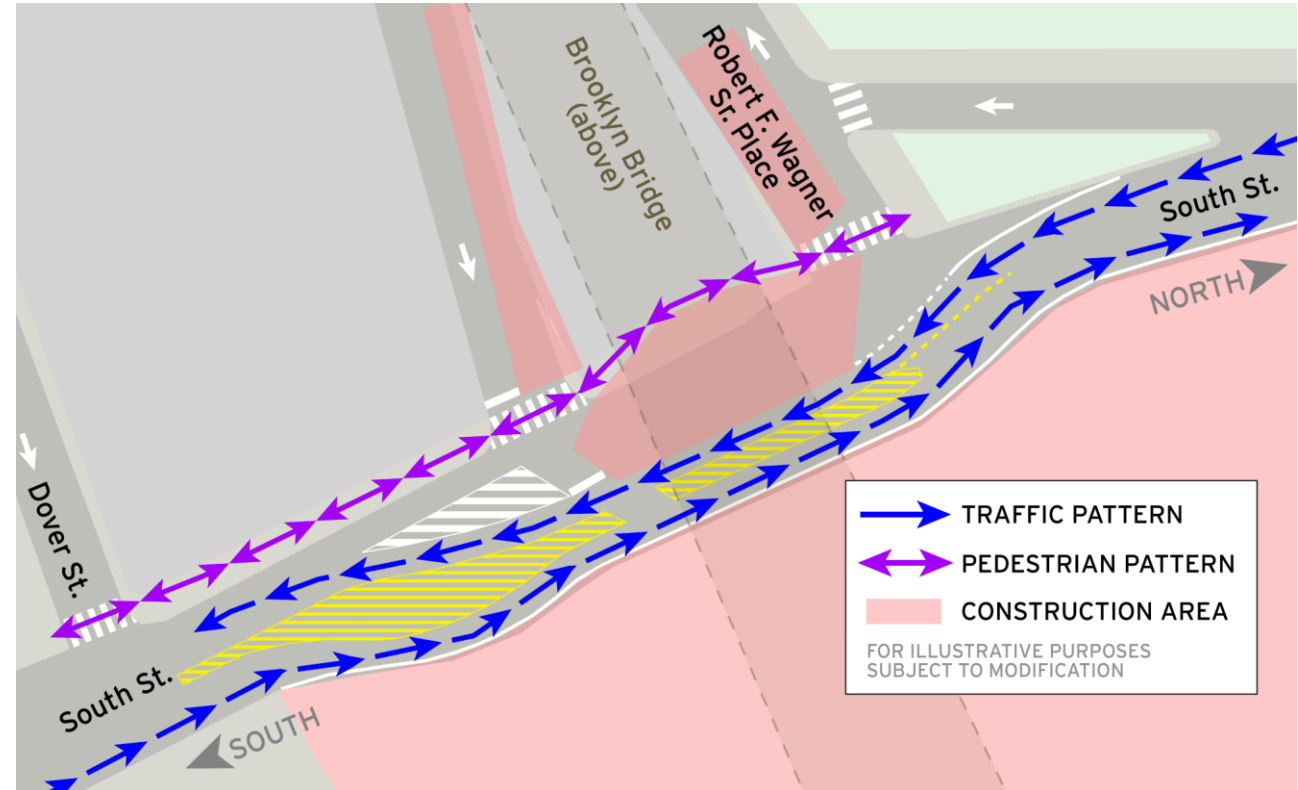 Brooklyn Bridge
(above)
Robert F. Wagner
Sr. Place
South St.
NORTH
Dover St.
South St.
SOUTH
TRAFFIC PATTERN
PEDESTRIAN PATTERN
CONSTRUCTION AREA
FOR ILLUSTRATIVE PURPOSES
SUBJECT TO MODIFICATION